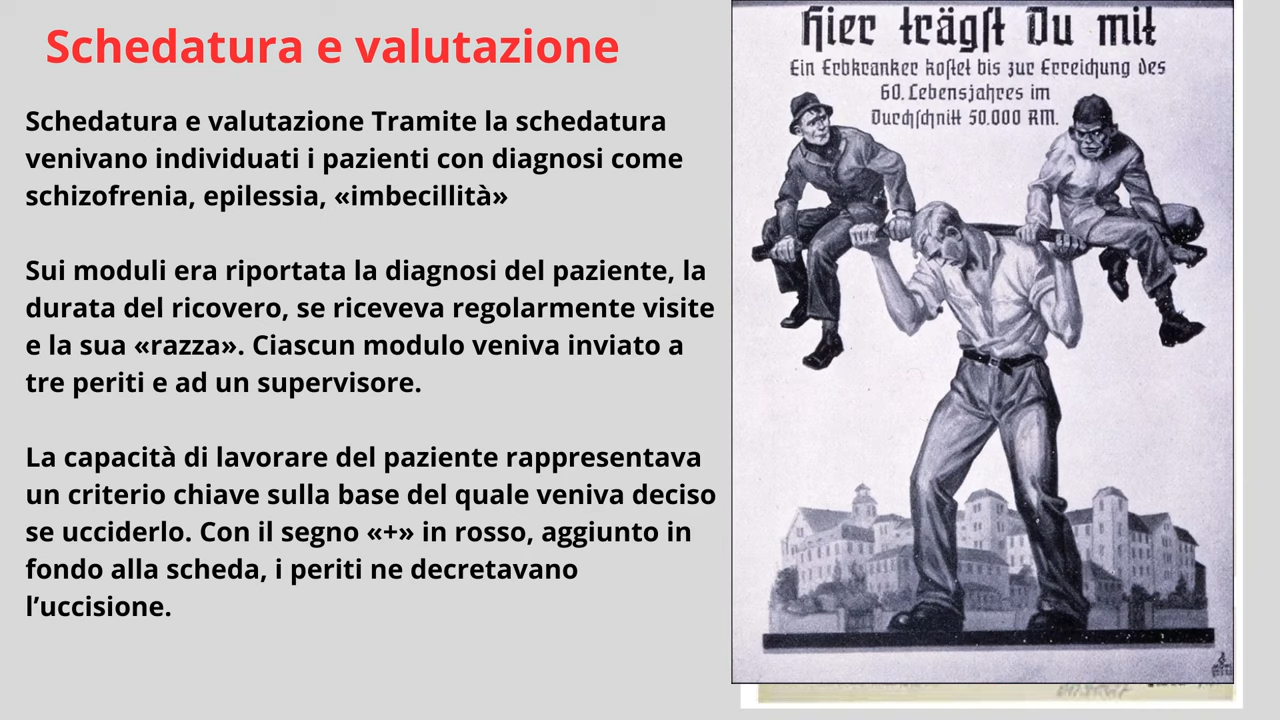 Schedatura e valutazione
Schedatura e valutazione Tramite la schedatura
venivano individuati i pazienti con diagnosi come
schizofrenia, epilessia, «imbecillità»
Sui moduli era riportata la diagnosi del paziente, la
durata del ricovero, se riceveva regolarmente visite
e la sua «razza». Ciascun modulo veniva inviato a
tre periti e ad un supervisore.
La capacità di lavorare del paziente rappresentava
un criterio chiave sulla base del quale veniva deciso
se ucciderlo. Con il segno «+» in rosso, aggiunto in
fondo alla scheda, i periti ne decretavano
l’uccisione.
Hier trägst Du mit
Ein Erbkranker kostet bis zur Erreichung des
60. Lebensjahres im
Durchschnitt 50.000 RM.